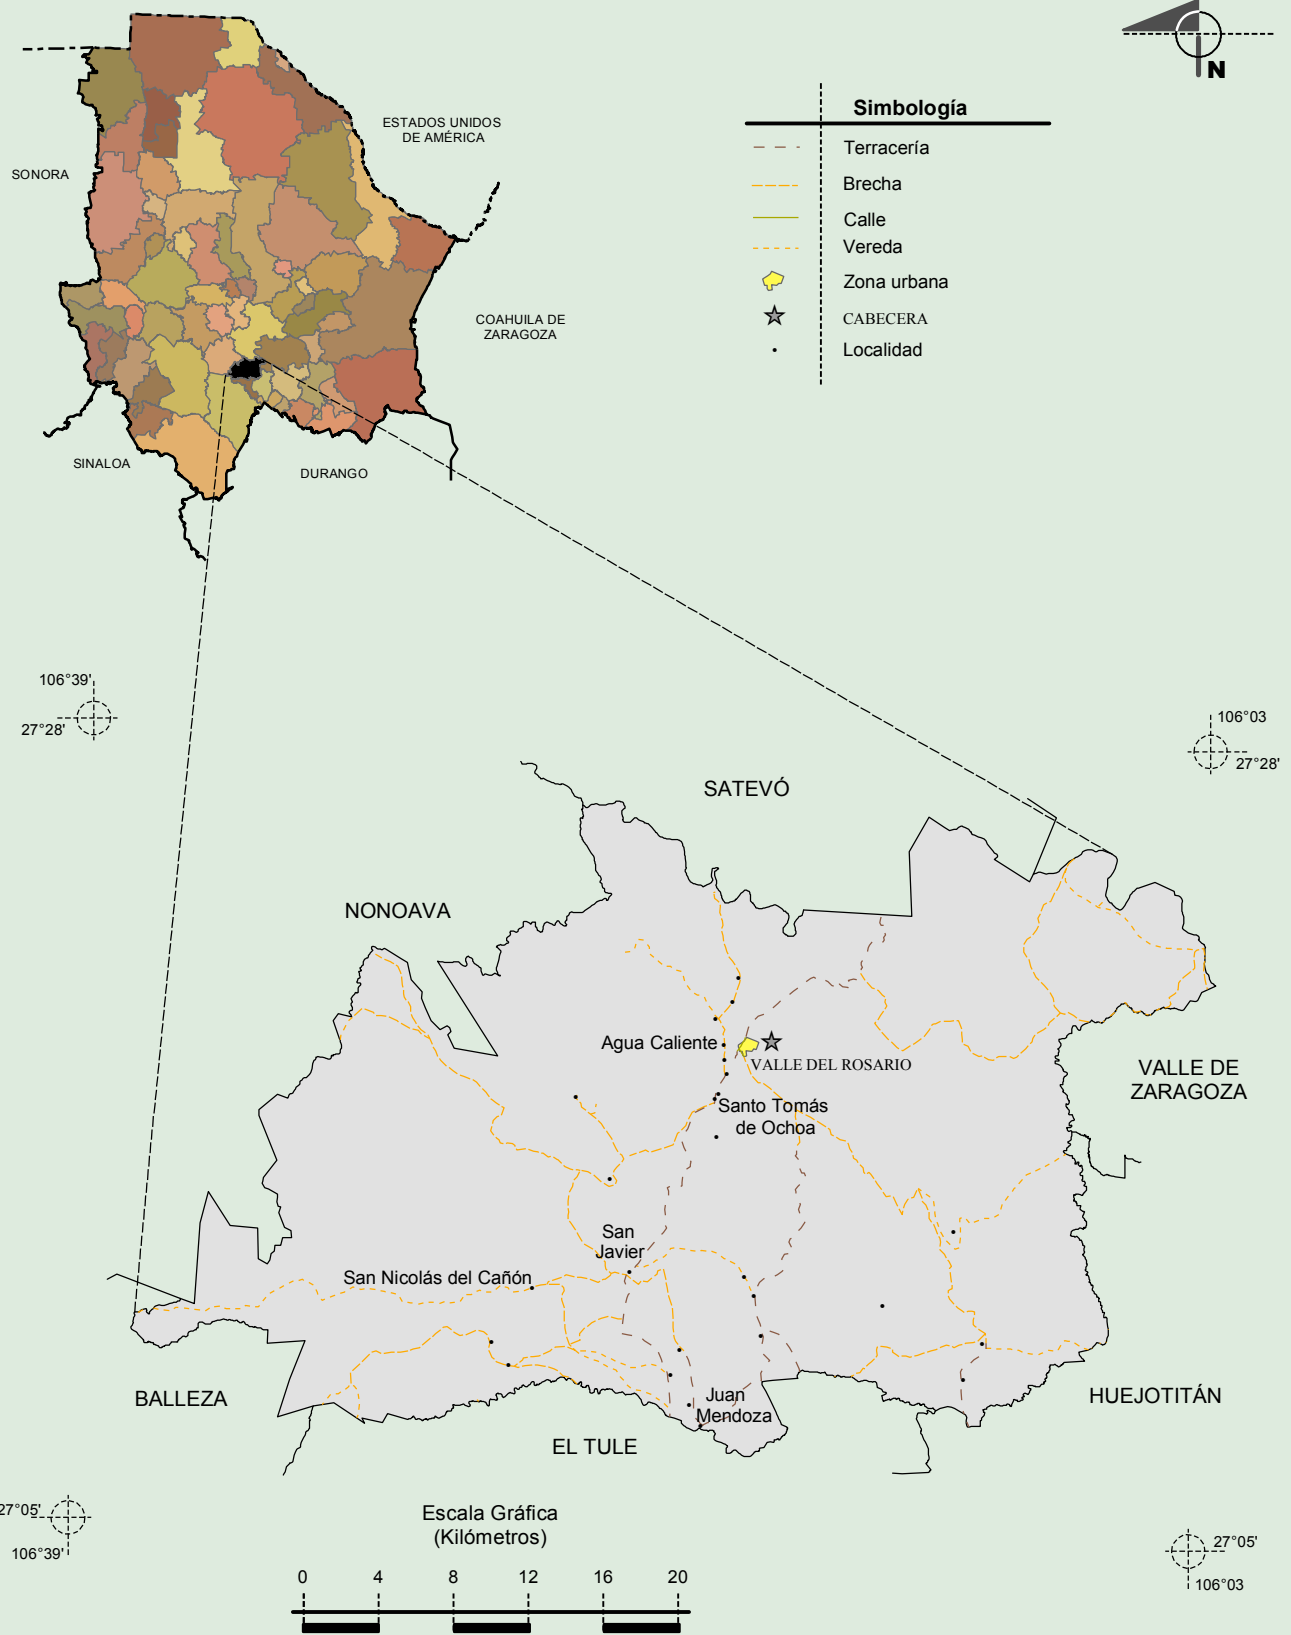 N
ESTADOS UNIDOS
DE AMÉRICA
SONORA
COAHUILA DE
ZARAGOZA
SINALOA
DURANGO
Simbología
Terracería
Brecha
Calle
Vereda
Zona urbana
CABECERA
Localidad
106°39'
27°28'
106°03
27°28'
SATEVÓ
NONOAVA
Agua Caliente
VALLE DEL ROSARIO
VALLE DE
ZARAGOZA
Santo Tomás
de Ochoa
San
Javier
San Nicolás del Cañón
BALLEZA
Juan
Mendoza
HUEJOTITÁN
EL TULE
27°05'
106°39'
27°05'
106°03
Escala Gráfica
(Kilómetros)
0 4 8 12 16 20